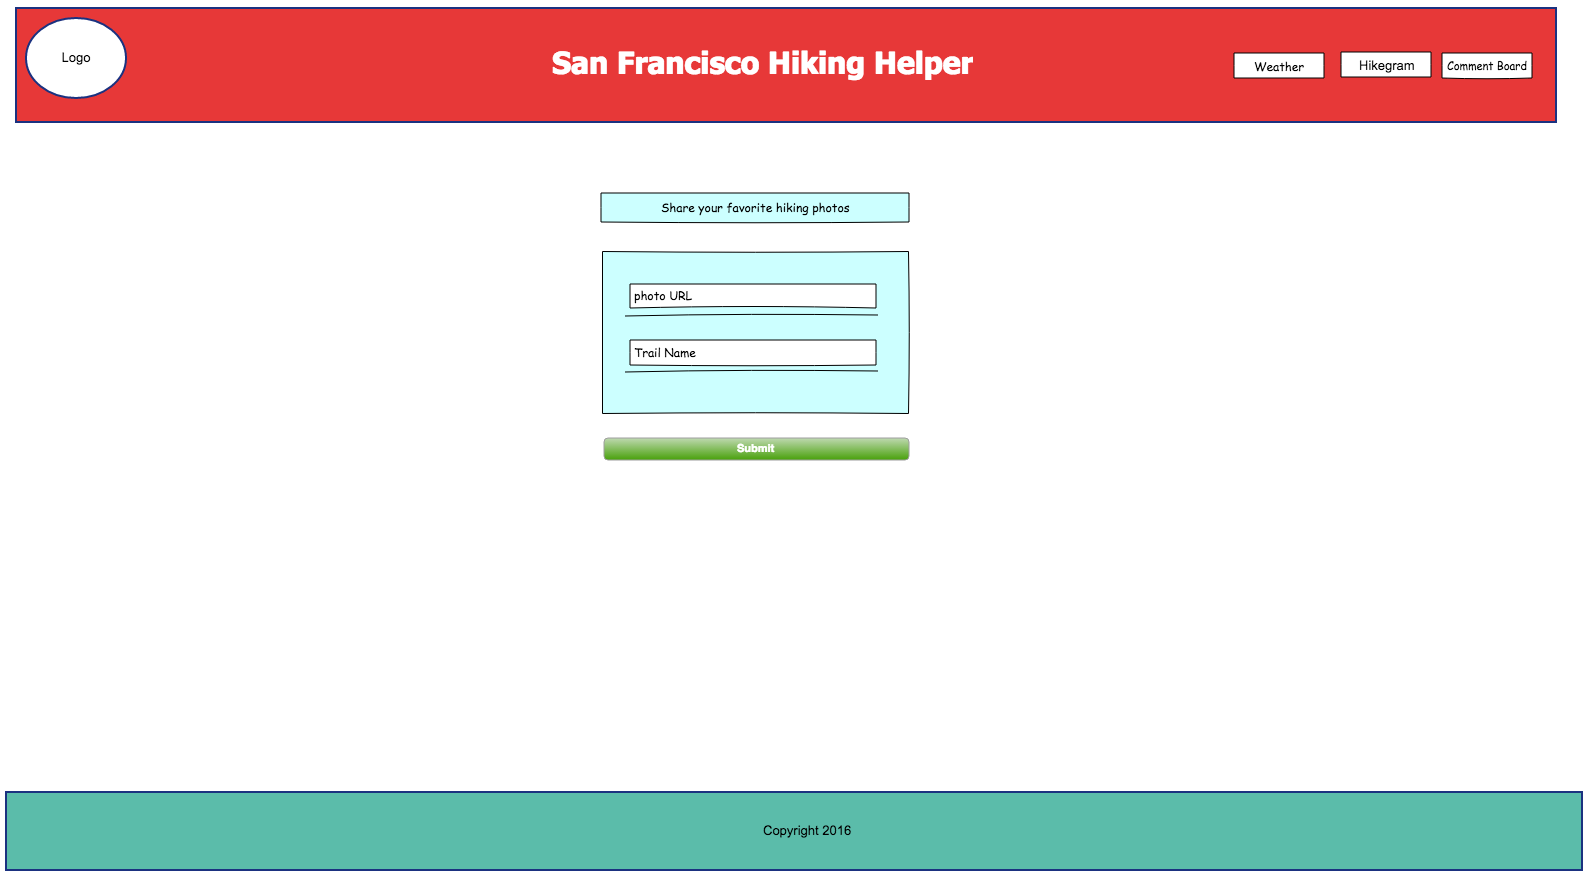 Logo
San Francisco Hiking Helper
Weather
Hikegram
Comment Board
Share your favorite hiking photos
photo URL
Trail Name
Submit
Copyright 2016